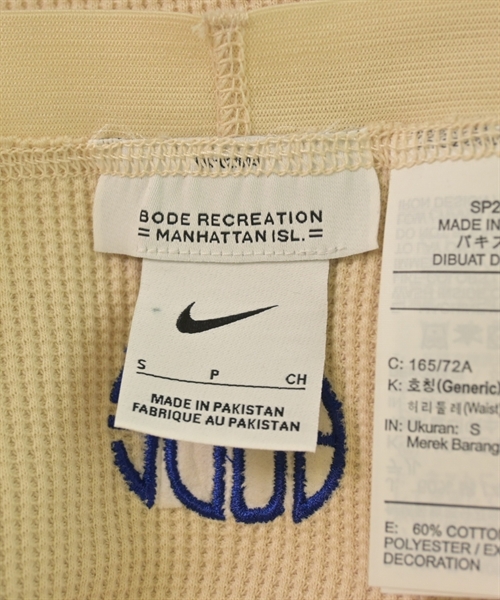 BODE RECREATION
= MANHATTAN ISL. =
S P CH
MADE IN PAKISTAN
FABRIQUE AU PAKISTAN
SP2
MADE IN
パキス
DIBUAT D
C: 165/72A
K: 호칭(Generic)
허리둘레(Waist
IN: Ukuran: S
Merek Barang
E: 60% COTTO
POLYESTER / EX
DECORATION